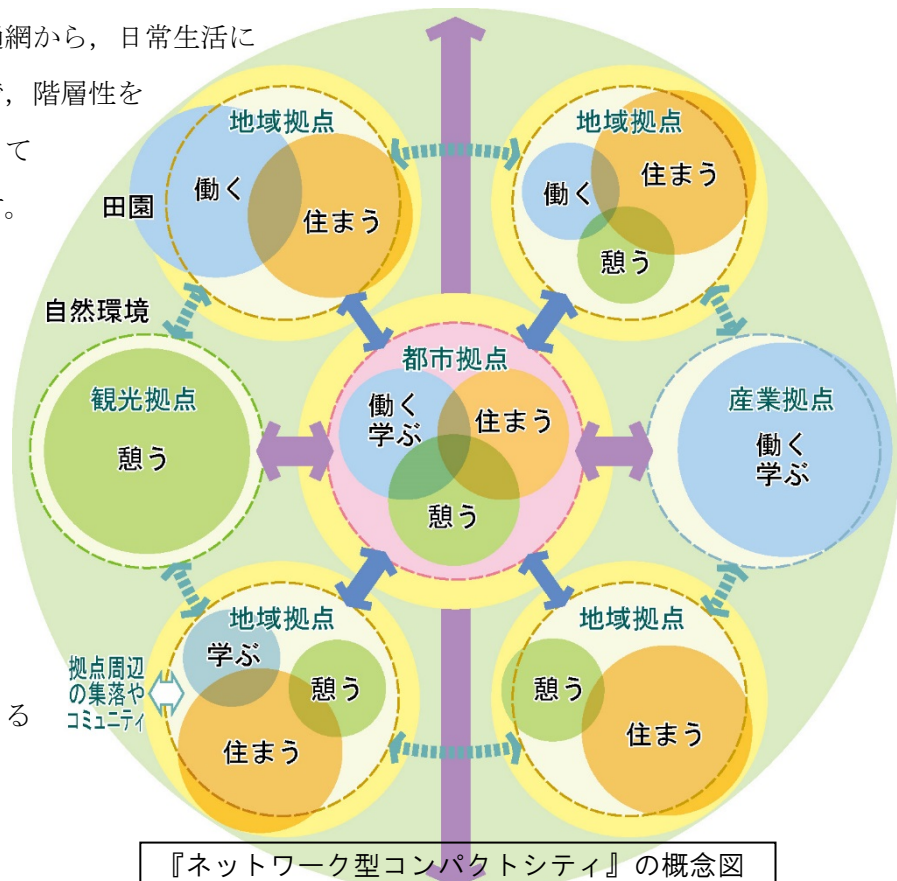 網から，日常生活に
，階層性を
て
。
地域拠点
働く
住まう
田園
地域拠点
働く
住まう
憩う
自然環境
都市拠点
働く
学ぶ
住まう
憩う
観光拠点
憩う
産業拠点
働く
学ぶ
地域拠点
学ぶ
憩う
住まう
拠点周辺
の集落や
コミュニティ
る
地域拠点
憩う
住まう
『ネットワーク型コンパクトシティ』の概念図